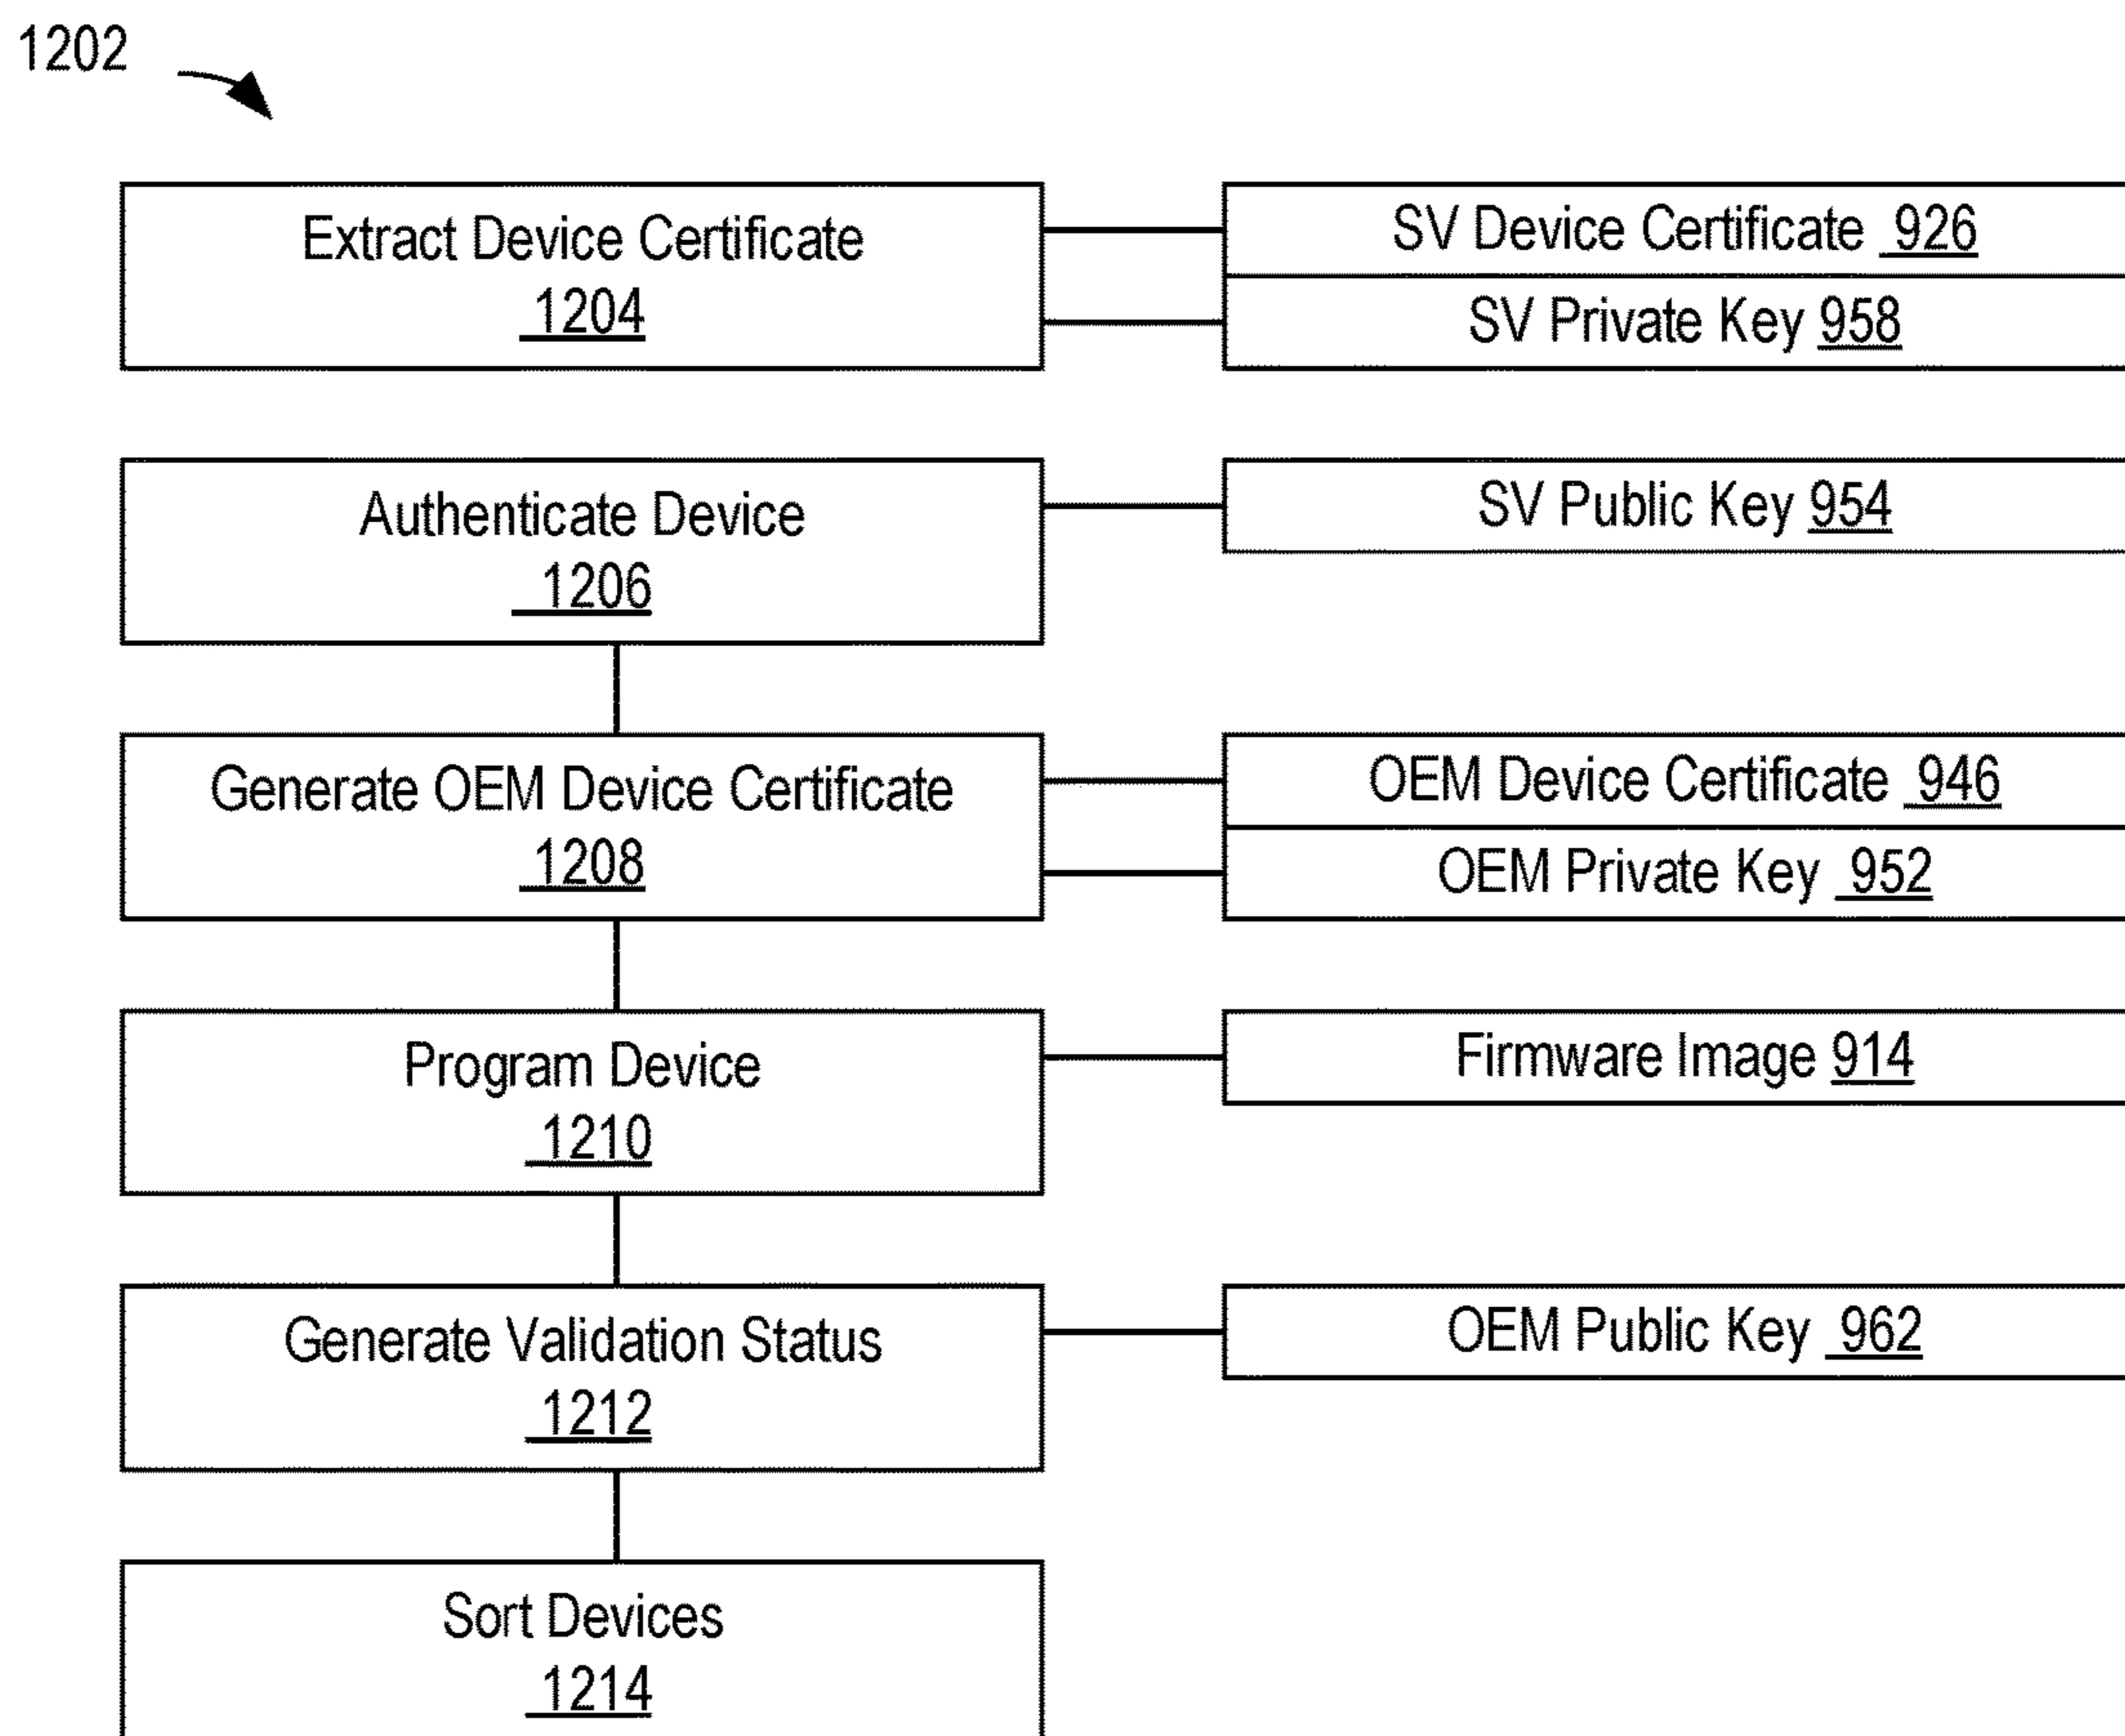 1202
Extract Device Certificate
1204
SV Device Certificate 926
SV Private Key 958
Authenticate Device
1206
SV Public Key 954
Generate OEM Device Certificate
1208
OEM Device Certificate 946
OEM Private Key 952
Program Device
1210
Firmware Image 914
Generate Validation Status
1212
OEM Public Key 962
Sort Devices
1214